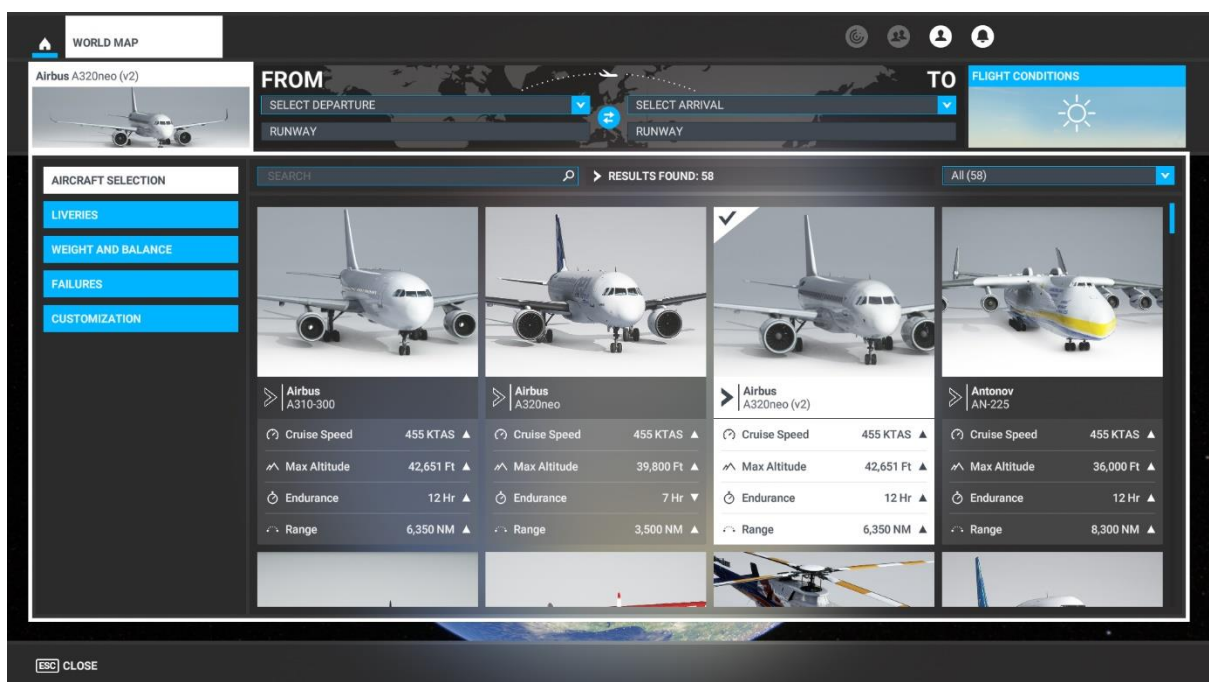 WORLD MAP
Airbus A320neo (v2)
FROM
TO
FLIGHT CONDITIONS
SELECT DEPARTURE
SELECT ARRIVAL
RUNWAY
RUNWAY
AIRCRAFT SELECTION
LIVERIES
WEIGHT AND BALANCE
FAILURES
CUSTOMIZATION
SEARCH
RESULTS FOUND: 58
All (58)
Airbus
A310-300
Cruise Speed 455 KTAS ▲
Max Altitude 42,651 Ft ▲
Endurance 12 Hr ▲
Range 6,350 NM ▲
Airbus
A320neo
Cruise Speed 455 KTAS ▲
Max Altitude 39,800 Ft ▲
Endurance 7 Hr ▼
Range 3,500 NM ▲
Airbus
A320neo (v2)
Cruise Speed 455 KTAS ▲
Max Altitude 42,651 Ft ▲
Endurance 12 Hr ▲
Range 6,350 NM ▲
Antonov
AN-225
Cruise Speed 455 KTAS ▲
Max Altitude 36,000 Ft ▲
Endurance 12 Hr ▲
Range 8,300 NM ▲
ESC CLOSE